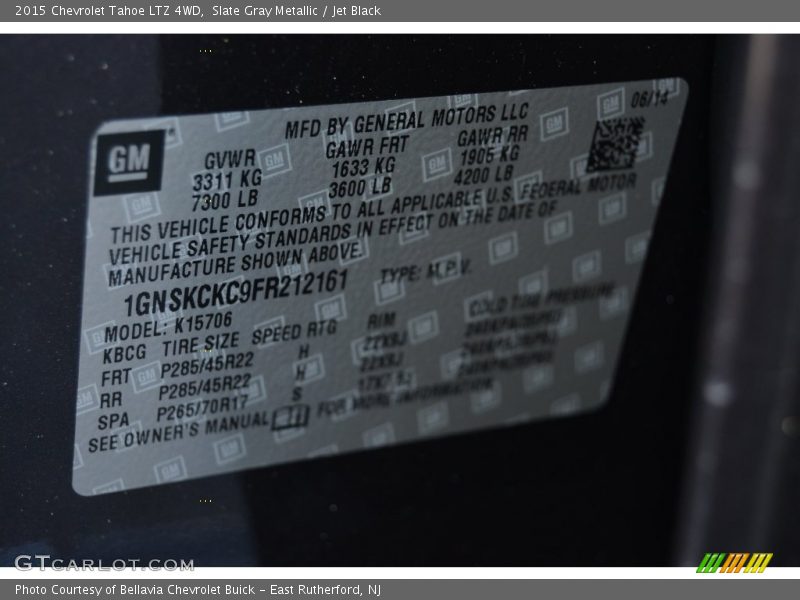 2015 Chevrolet Tahoe LTZ 4WD, Slate Gray Metallic / Jet Black
MFD BY GENERAL MOTORS LLC 06/14
GM
GVWR GAWR FRT GAWR RR
3311 KG 1633 KG 1905 KG
7300 LB 3600 LB 4200 LB
THIS VEHICLE CONFORMS TO ALL APPLICABLE U.S. FEDERAL MOTOR
VEHICLE SAFETY STANDARDS IN EFFECT ON THE DATE OF
MANUFACTURE SHOWN ABOVE.
1GNSKCKC9FR212161 TYPE: M.P.V.
MODEL: K15706
KBCG TIRE SIZE SPEED RTG RIM COLD TIRE PRESSURE
FRT P285/45R22 H 22X9J
RR P285/45R22 H 22X9J
SPA P265/70R17 S
SEE OWNER'S MANUAL FOR MORE INFORMATION
GTCARLOT.COM
Photo Courtesy of Bellavia Chevrolet Buick - East Rutherford, NJ